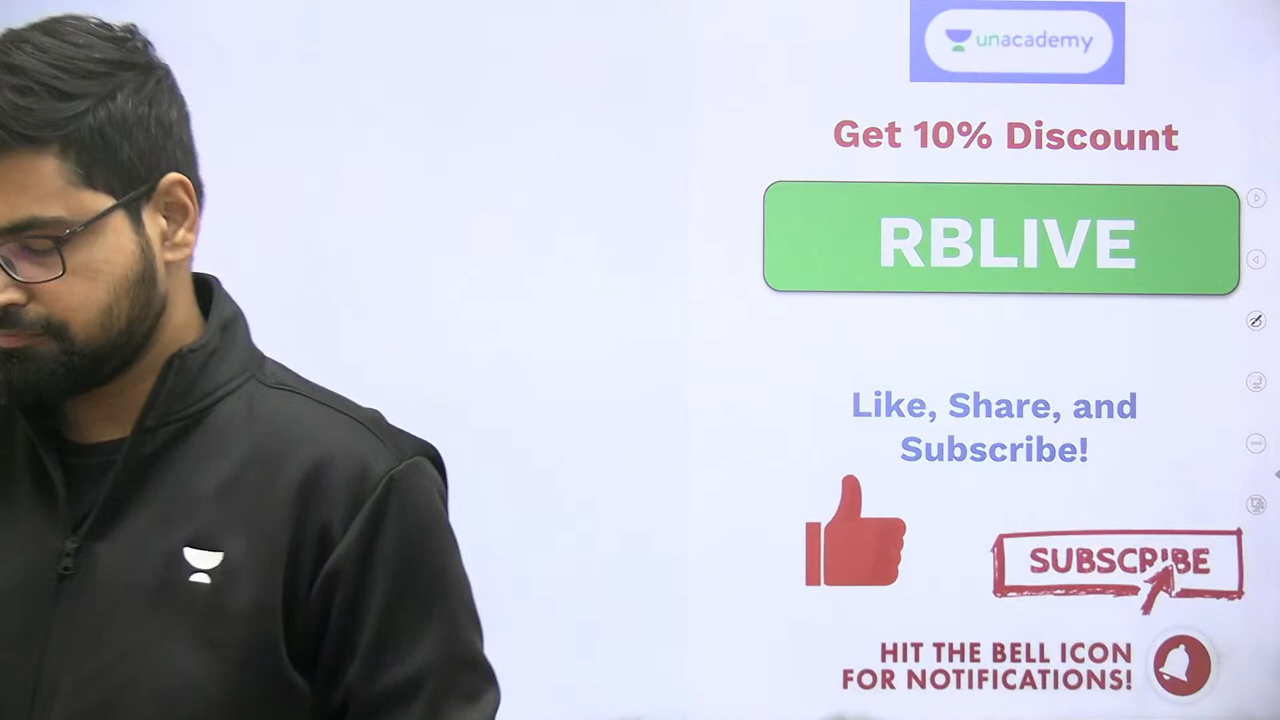 unacademy
Get 10% Discount
RBLIVE
Like, Share, and
Subscribe!
SUBSCRIBE
HIT THE BELL ICON
FOR NOTIFICATIONS!